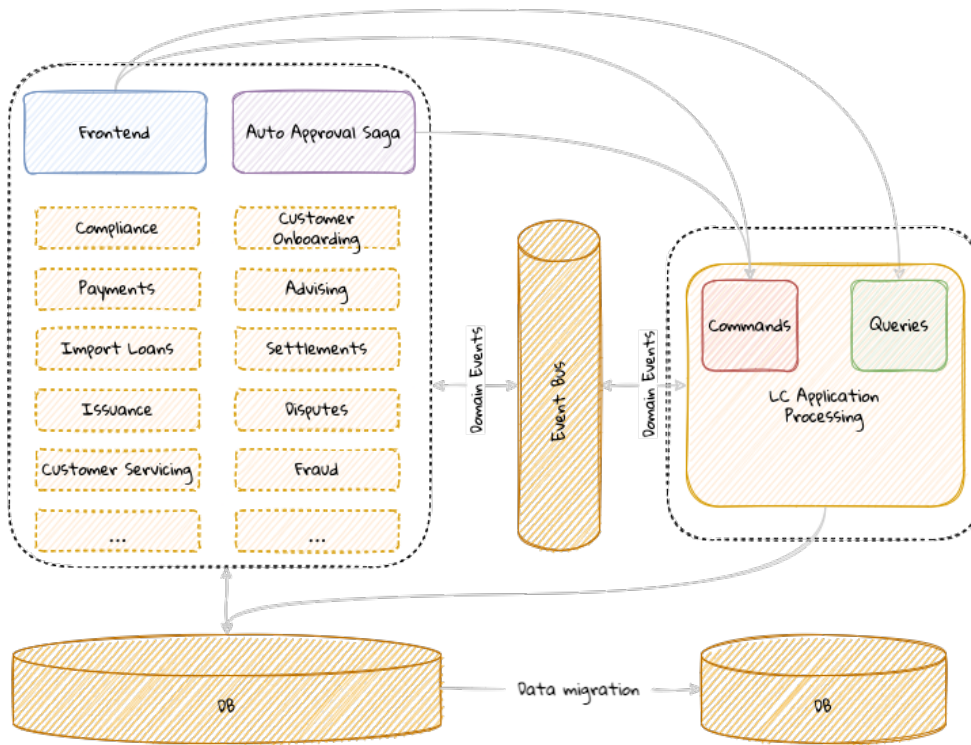 Frontend
Auto Approval Saga
Compliance
Customer
Onboarding
Payments
Advising
Import Loans
Settlements
Issuance
Disputes
Customer Servicing
Fraud
...
...
Domain Events
Event Bus
Domain Events
Commands
Queries
LC Application
Processing
DB
Data migration
DB